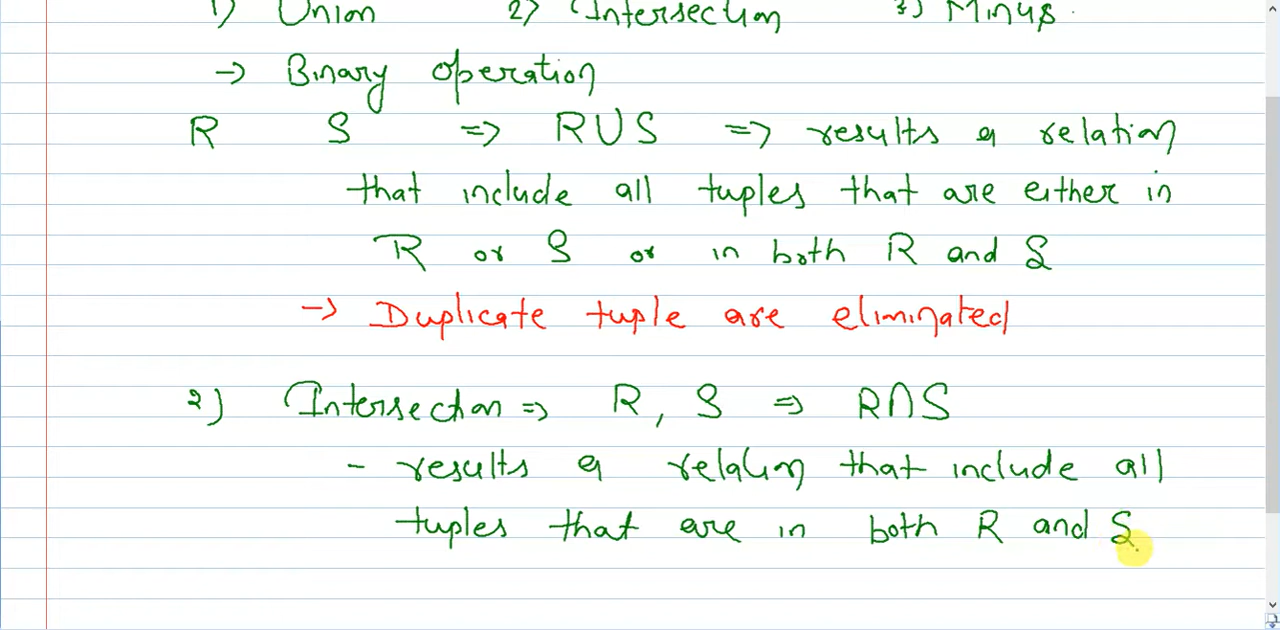 1) Union 2) Intersection 3) Minus
→ Binary operation
R S => R∪S => results a relation
that include all tuples that are either in
R or S or in both R and S
→ Duplicate tuple are eliminated
2) Intersection => R, S => R∩S
- results a relation that include all
tuples that are in both R and S